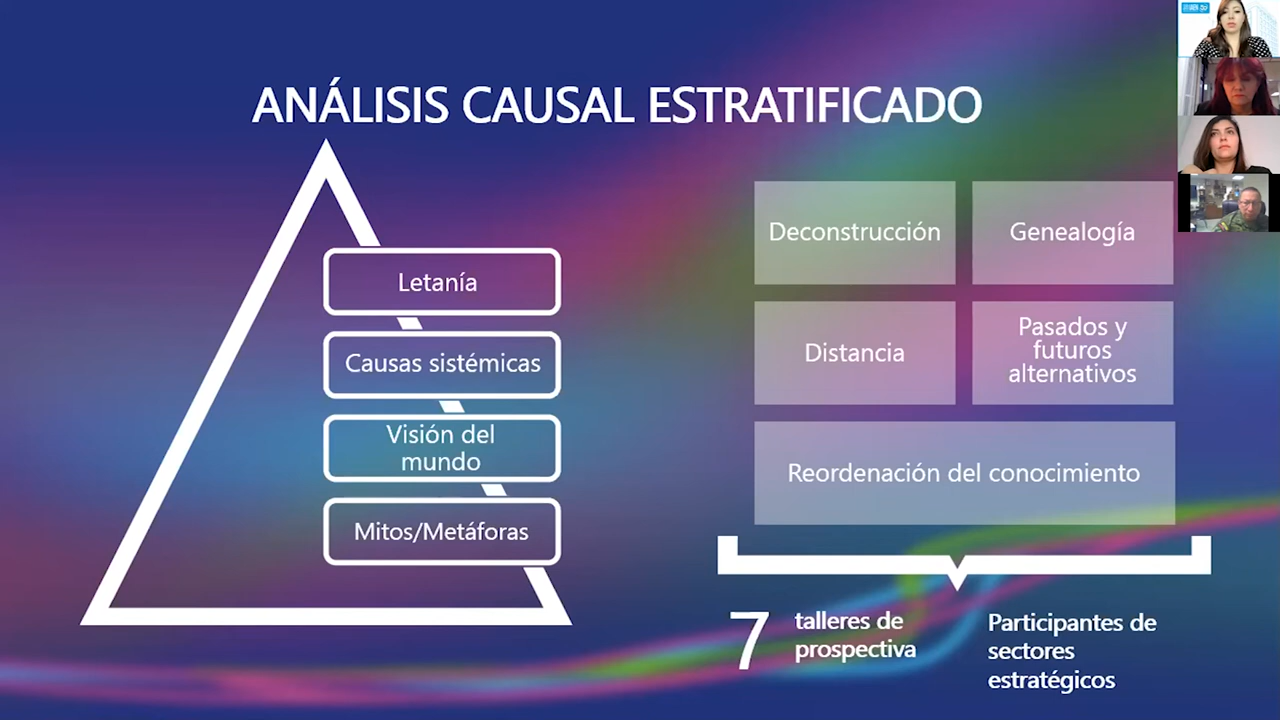 ANÁLISIS CAUSAL ESTRATIFICADO
Letanía
Causas sistémicas
Visión del
mundo
Mitos/Metáforas
Deconstrucción
Genealogía
Distancia
Pasados y
futuros
alternativos
Reordenación del conocimiento
7
talleres de
prospectiva
Participantes de
sectores
estratégicos